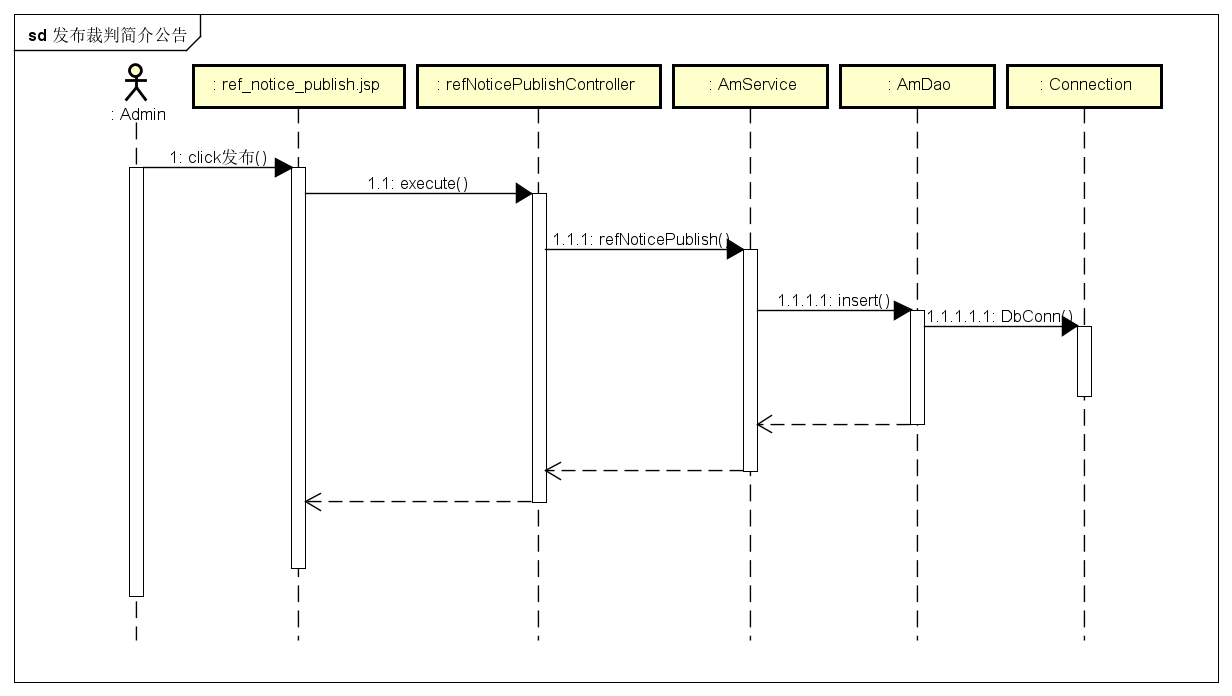 sd 发布裁判简介公告
: Admin
: ref_notice_publish.jsp
: refNoticePublishController
: AmService
: AmDao
: Connection
1: click发布()
1.1: execute()
1.1.1: refNoticePublish()
1.1.1.1: insert()
1.1.1.1.1: DbConn()